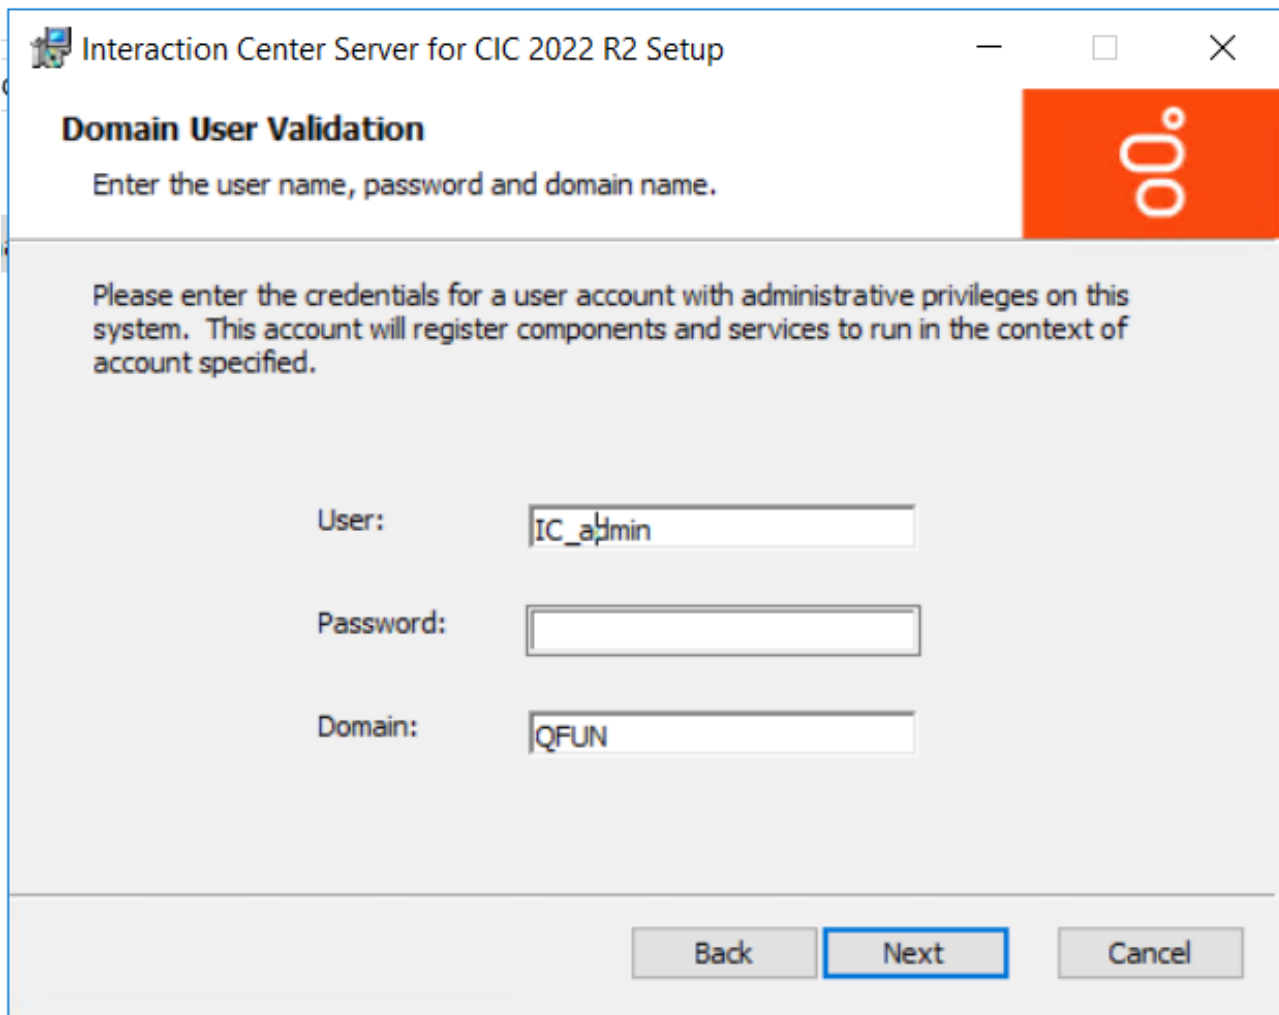 Interaction Center Server for CIC 2022 R2 Setup
Domain User Validation
Enter the user name, password and domain name.
Please enter the credentials for a user account with administrative privileges on this
system.  This account will register components and services to run in the context of
account specified.
User:
IC_admin
Password:
Domain:
QFUN
Back
Next
Cancel